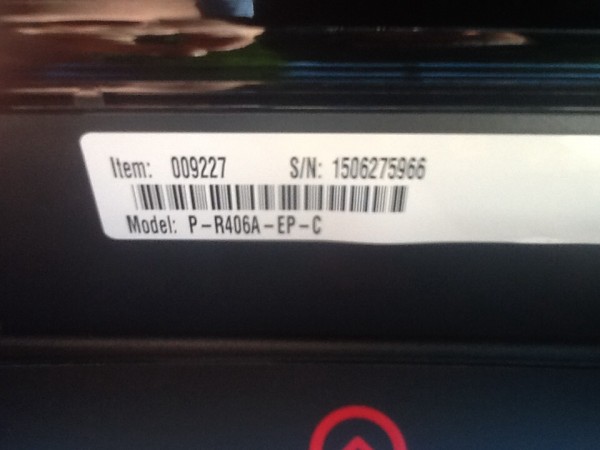 Item: 009227 S/N: 1506275966
Model: P-R406A-EP-C